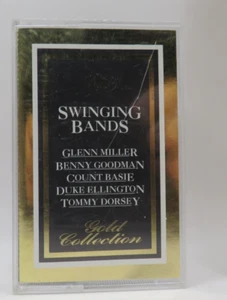 SWINGING
BANDS
GLENN MILLER
BENNY GOODMAN
COUNT BASIE
DUKE ELLINGTON
TOMMY DORSEY
Gold
Collection